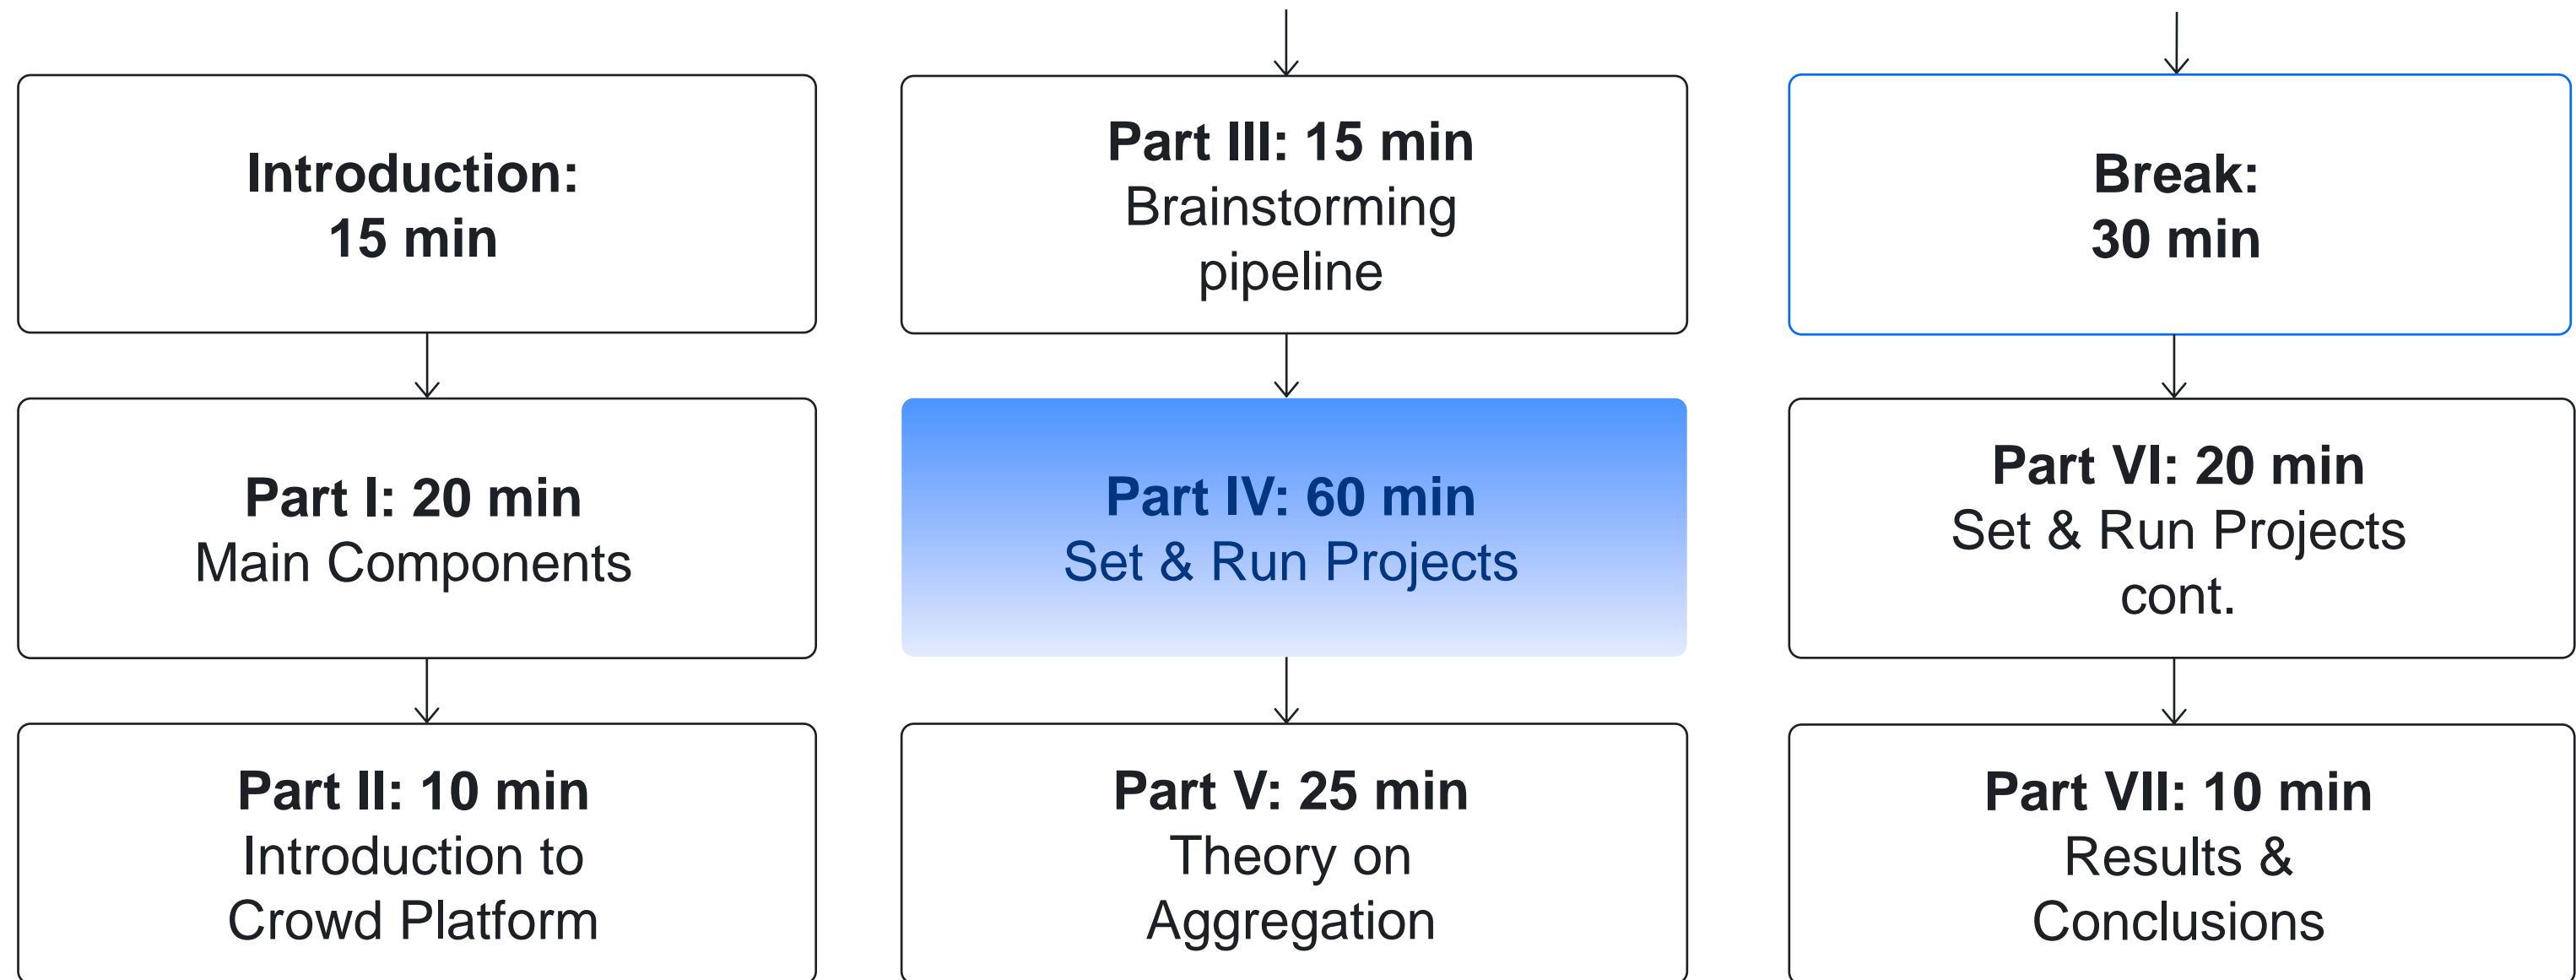 Introduction:
15 min
Part I: 20 min
Main Components
Part II: 10 min
Introduction to
Crowd Platform
Part III: 15 min
Brainstorming
pipeline
Part IV: 60 min
Set & Run Projects
Part V: 25 min
Theory on
Aggregation
Break:
30 min
Part VI: 20 min
Set & Run Projects
cont.
Part VII: 10 min
Results &
Conclusions